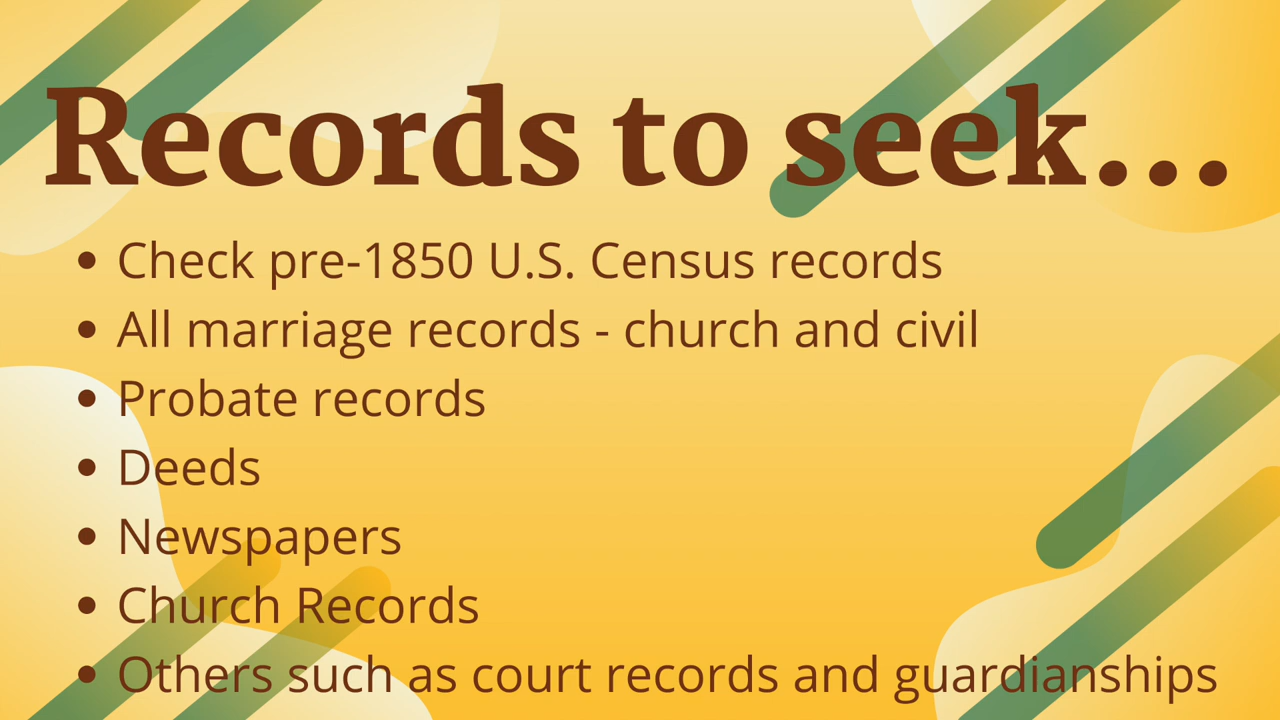 Records to seek...
• Check pre-1850 U.S. Census records
• All marriage records - church and civil
• Probate records
• Deeds
• Newspapers
• Church Records
• Others such as court records and guardianships